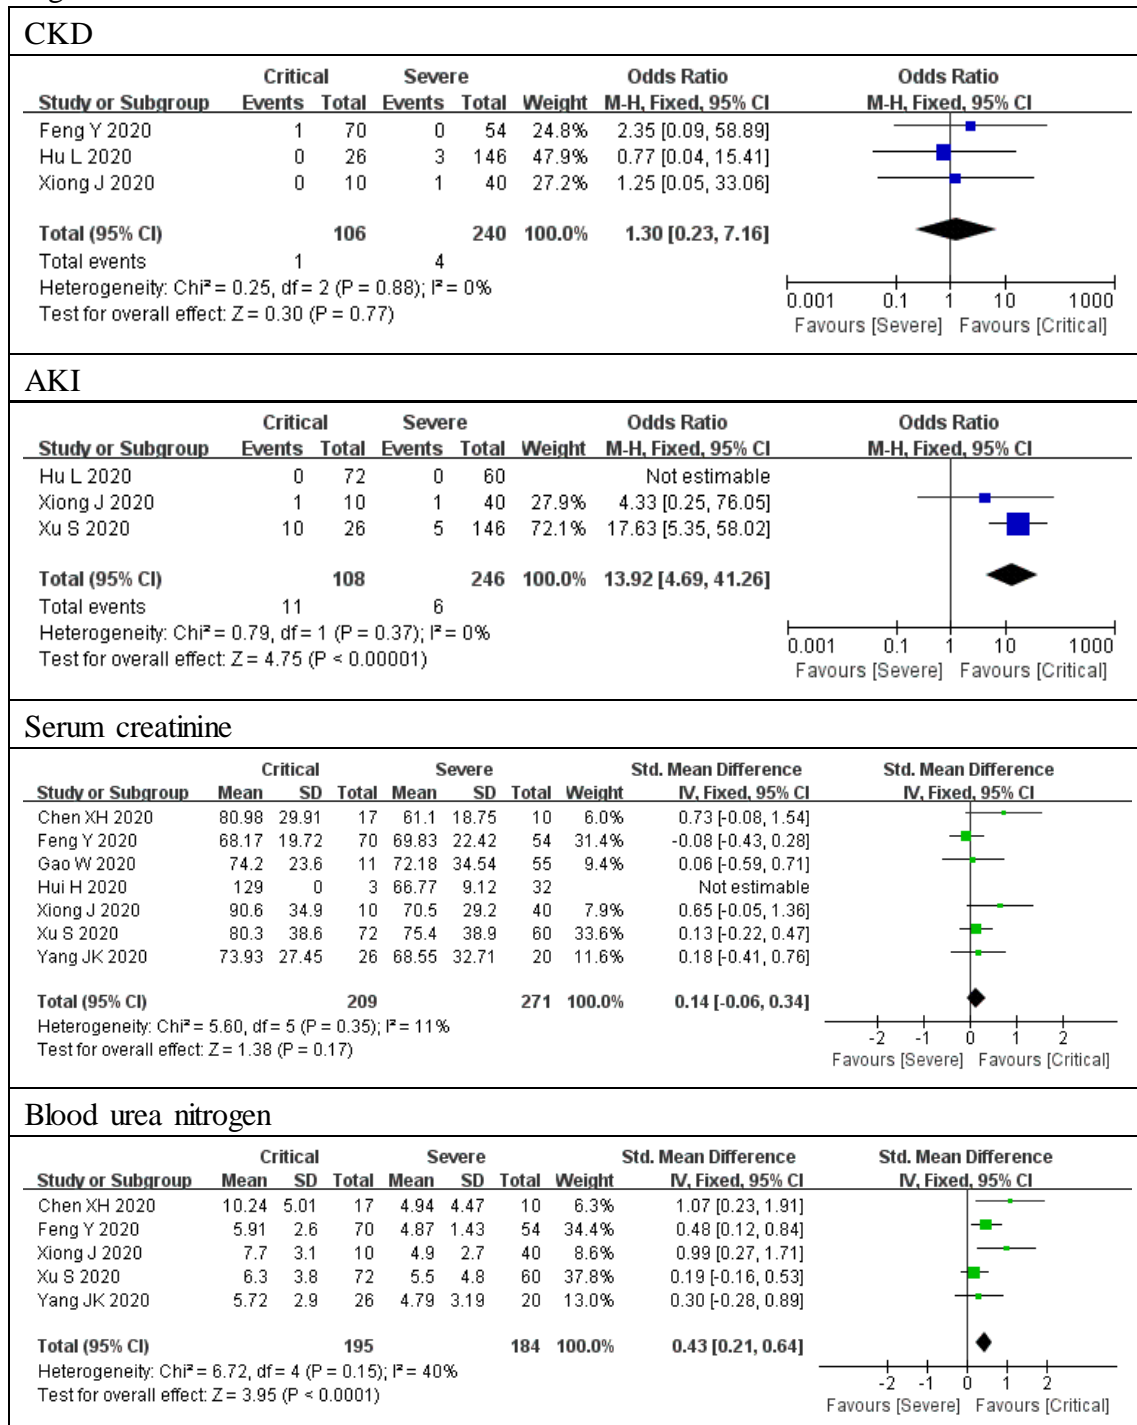 CKD
Critical Severe Odds Ratio Odds Ratio
Study or Subgroup Events Total Events Total Weight M-H, Fixed, 95% CI M-H, Fixed, 95% CI
Feng Y 2020 1 70 0 54 24.8% 2.35 [0.09, 58.89]
Hu L 2020 0 26 3 146 47.9% 0.77 [0.04, 15.41]
Xiong J 2020 0 10 1 40 27.2% 1.25 [0.05, 33.06]
Total (95% CI) 106 240 100.0% 1.30 [0.23, 7.16]
Total events 1 4
Heterogeneity: Chi² = 0.25, df = 2 (P = 0.88); I² = 0%
Test for overall effect: Z = 0.30 (P = 0.77)
0.001 0.1 1 10 1000
Favours [Severe] Favours [Critical]
AKI
Critical Severe Odds Ratio Odds Ratio
Study or Subgroup Events Total Events Total Weight M-H, Fixed, 95% CI M-H, Fixed, 95% CI
Hu L 2020 0 72 0 60 Not estimable
Xiong J 2020 1 10 1 40 27.9% 4.33 [0.25, 76.05]
Xu S 2020 10 26 5 146 72.1% 17.63 [5.35, 58.02]
Total (95% CI) 108 246 100.0% 13.92 [4.69, 41.26]
Total events 11 6
Heterogeneity: Chi² = 0.79, df = 1 (P = 0.37); I² = 0%
Test for overall effect: Z = 4.75 (P < 0.00001)
0.001 0.1 1 10 1000
Favours [Severe] Favours [Critical]
Serum creatinine
Critical Severe Std. Mean Difference Std. Mean Difference
Study or Subgroup Mean SD Total Mean SD Total Weight IV, Fixed, 95% CI IV, Fixed, 95% CI
Chen XH 2020 80.98 29.91 17 61.1 18.75 10 6.0% 0.73 [-0.08, 1.54]
Feng Y 2020 68.17 19.72 70 69.83 22.42 54 31.4% -0.08 [-0.43, 0.28]
Gao W 2020 74.2 23.6 11 72.18 34.54 55 9.4% 0.06 [-0.59, 0.71]
Hui H 2020 129 0 3 66.77 9.12 32 Not estimable
Xiong J 2020 90.6 34.9 10 70.5 29.2 40 7.9% 0.65 [-0.05, 1.36]
Xu S 2020 80.3 38.6 72 75.4 38.9 60 33.6% 0.13 [-0.22, 0.47]
Yang JK 2020 73.93 27.45 26 68.55 32.71 20 11.6% 0.18 [-0.41, 0.76]
Total (95% CI) 209 271 100.0% 0.14 [-0.06, 0.34]
Heterogeneity: Chi² = 5.60, df = 5 (P = 0.35); I² = 11%
Test for overall effect: Z = 1.38 (P = 0.17)
-2 -1 0 1 2
Favours [Severe] Favours [Critical]
Blood urea nitrogen
Critical Severe Std. Mean Difference Std. Mean Difference
Study or Subgroup Mean SD Total Mean SD Total Weight IV, Fixed, 95% CI IV, Fixed, 95% CI
Chen XH 2020 10.24 5.01 17 4.94 4.47 10 6.3% 1.07 [0.23, 1.91]
Feng Y 2020 5.91 2.6 70 4.87 1.43 54 34.4% 0.48 [0.12, 0.84]
Xiong J 2020 7.7 3.1 10 4.9 2.7 40 8.6% 0.99 [0.27, 1.71]
Xu S 2020 6.3 3.8 72 5.5 4.8 60 37.8% 0.19 [-0.16, 0.53]
Yang JK 2020 5.72 2.9 26 4.79 3.19 20 13.0% 0.30 [-0.28, 0.89]
Total (95% CI) 195 184 100.0% 0.43 [0.21, 0.64]
Heterogeneity: Chi² = 6.72, df = 4 (P = 0.15); I² = 40%
Test for overall effect: Z = 3.95 (P < 0.0001)
-2 -1 0 1 2
Favours [Severe] Favours [Critical]